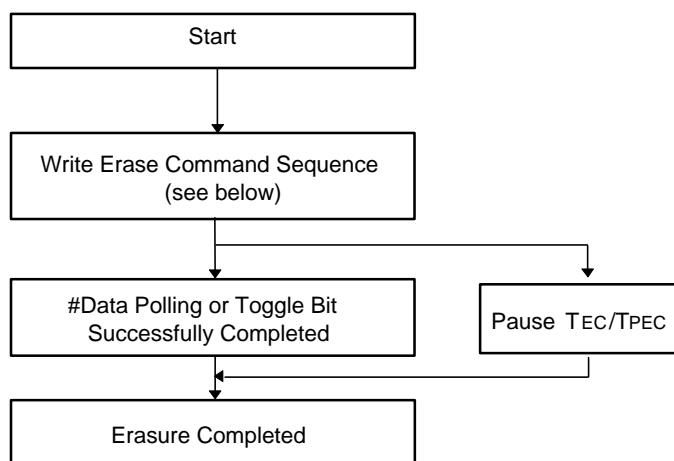 Start
Write Erase Command Sequence
(see below)
#Data Polling or Toggle Bit
Successfully Completed
Pause TEC/TPEC
Erasure Completed